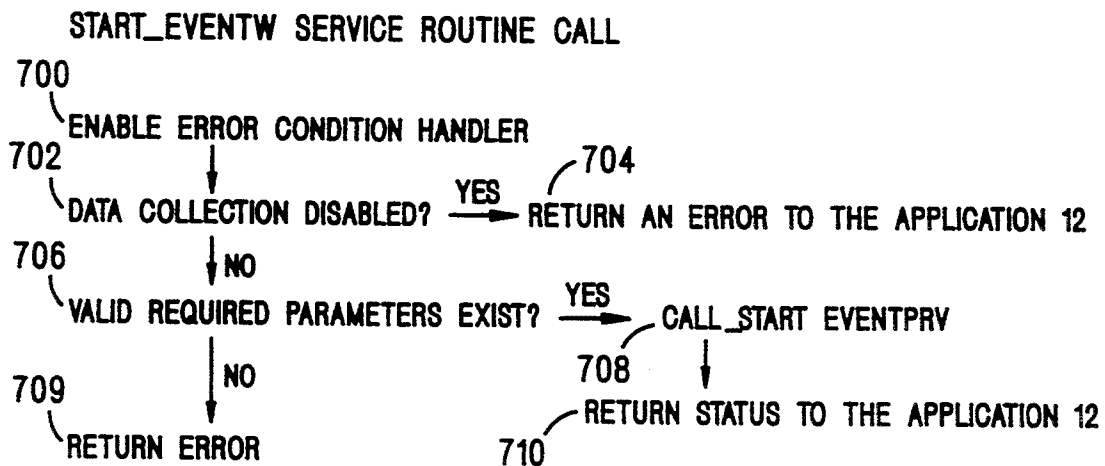 START_EVENTW SERVICE ROUTINE CALL
700
ENABLE ERROR CONDITION HANDLER
702
DATA COLLECTION DISABLED?
YES
704
RETURN AN ERROR TO THE APPLICATION 12
706
NO
VALID REQUIRED PARAMETERS EXIST?
YES
CALL_START EVENTPRV
708
NO
709
RETURN ERROR
RETURN STATUS TO THE APPLICATION 12
710